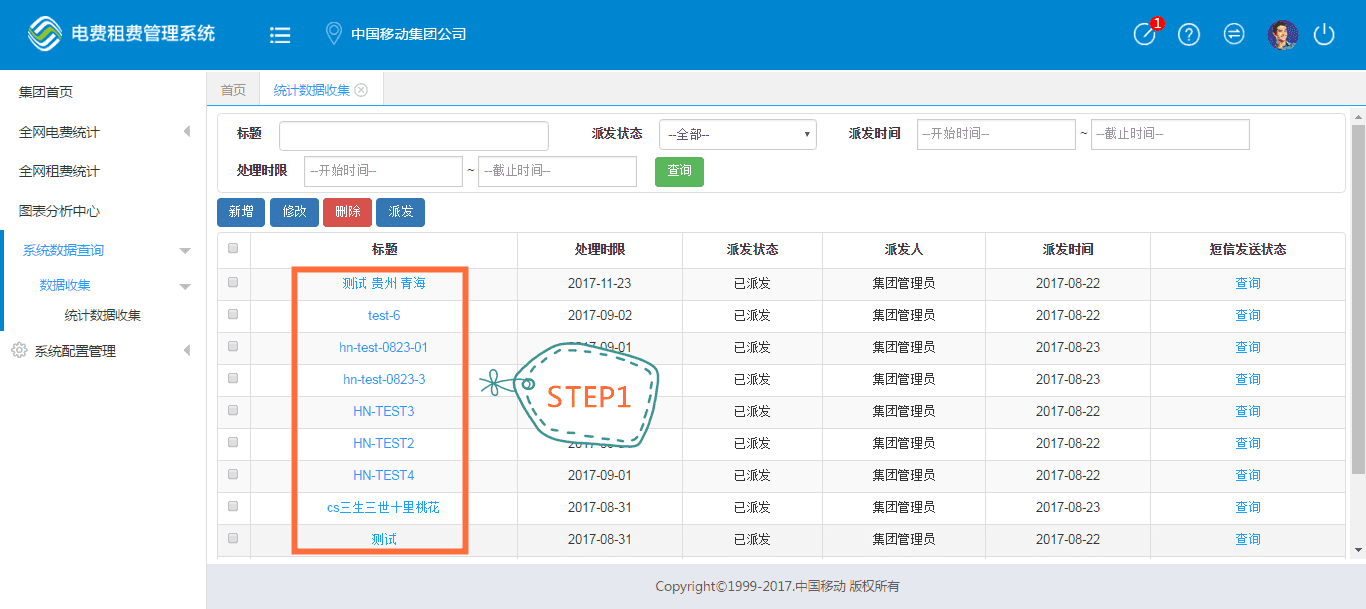 电费租费管理系统 中国移动集团公司 1
集团首页
全网电费统计
全网租费统计
图表分析中心
系统数据查询
数据收集
统计数据收集
系统配置管理
首页 统计数据收集
标题 派发状态 --全部-- 派发时间 --开始时间-- ~ --截止时间--
处理时限 --开始时间-- ~ --截止时间-- 查询
新增 修改 删除 派发
标题 处理时限 派发状态 派发人 派发时间 短信发送状态
测试 贵州 青海 2017-11-23 已派发 集团管理员 2017-08-22 查询
test-6 2017-09-02 已派发 集团管理员 2017-08-22 查询
hn-test-0823-01 2017-09-01 已派发 集团管理员 2017-08-23 查询
hn-test-0823-3 已派发 集团管理员 2017-08-23 查询
STEP1
HN-TEST3 已派发 集团管理员 2017-08-22 查询
HN-TEST2 已派发 集团管理员 2017-08-22 查询
HN-TEST4 2017-09-01 已派发 集团管理员 2017-08-22 查询
cs三生三世十里桃花 2017-08-31 已派发 集团管理员 2017-08-23 查询
测试 2017-08-31 已派发 集团管理员 2017-08-22 查询
Copyright©1999-2017.中国移动 版权所有